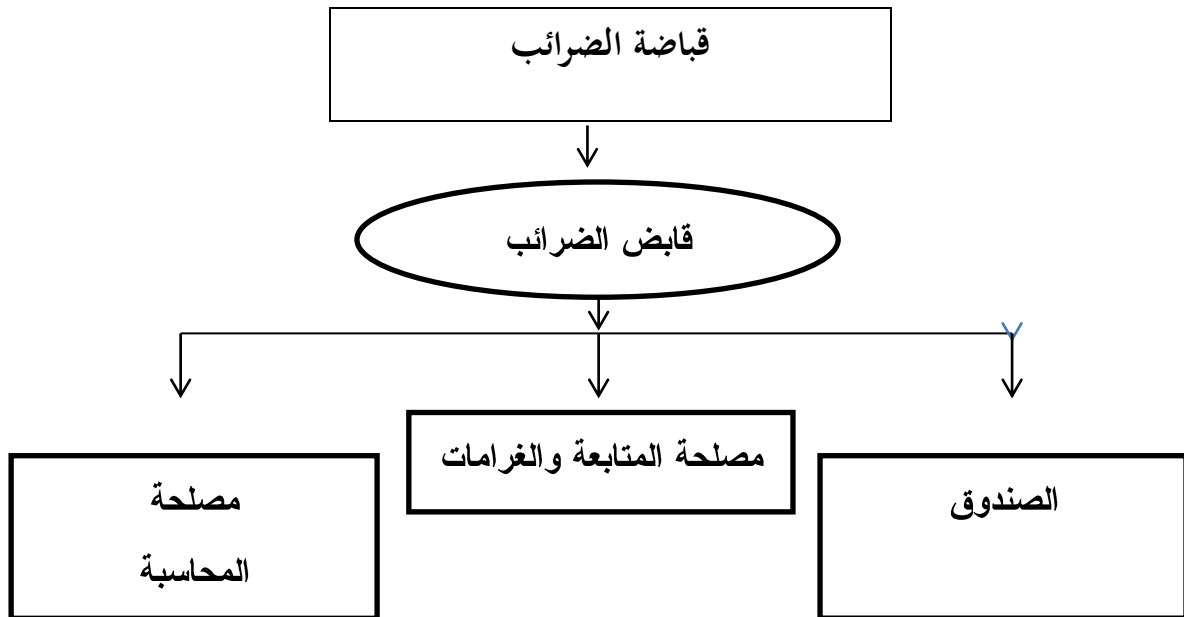 قباضة الضرائب
قابض الضرائب
الصندوق
مصلحة المتابعة والغرامات
مصلحة
المحاسبة